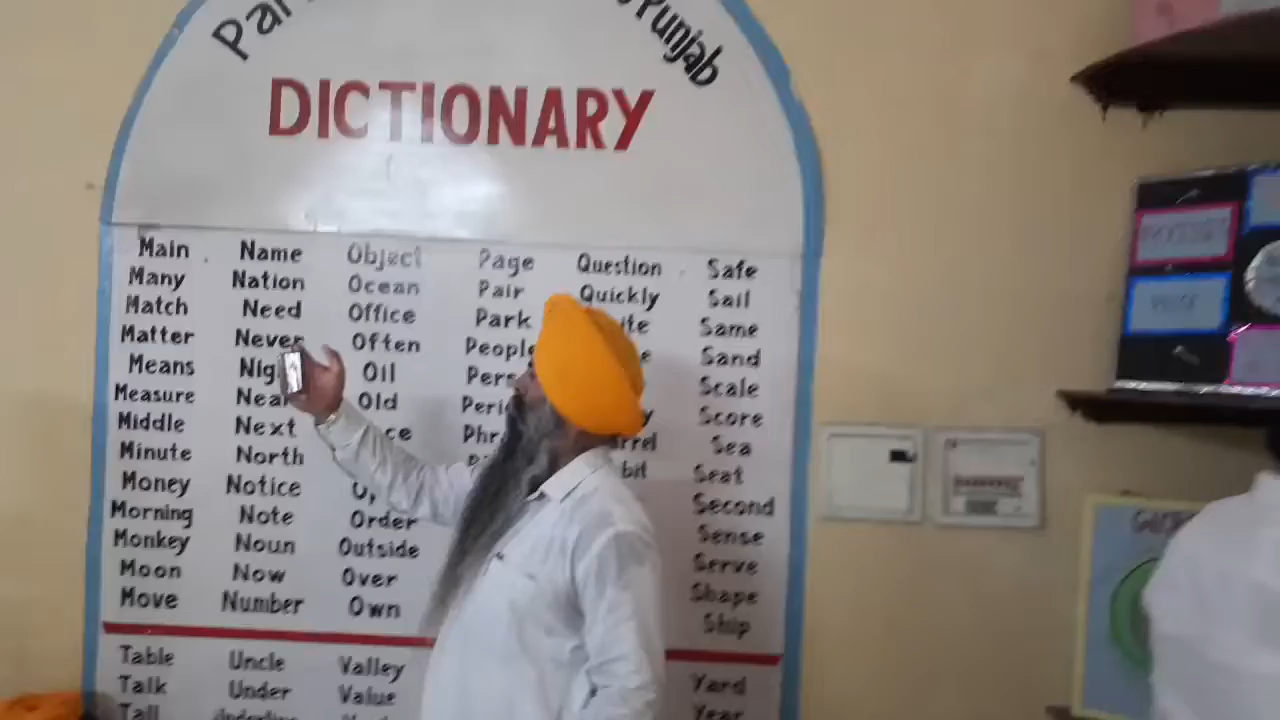 Punjab
DICTIONARY
Main Name Object Page Question Safe
Many Nation Ocean Pair Quickly Sail
Match Need Office Park Same
Matter Never Often People Sand
Means Oil Scale
Measure Near Old Score
Middle Next Sea
Minute North Seat
Money Notice Second
Morning Note Order Sense
Monkey Noun Outside Serve
Moon Now Over Shape
Move Number Own Ship
Table Uncle Valley
Talk Under Value Yard
Tall Year